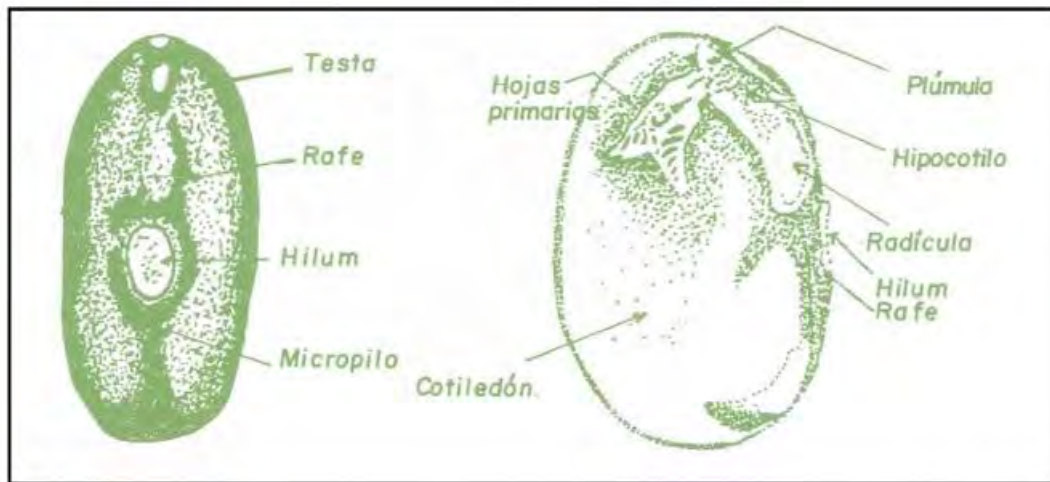 Testa
Rafe
Hilum
Micropilo
Hojas
primarias
Plúmula
Hipocotilo
Radícula
Hilum
Rafe
Cotiledón.